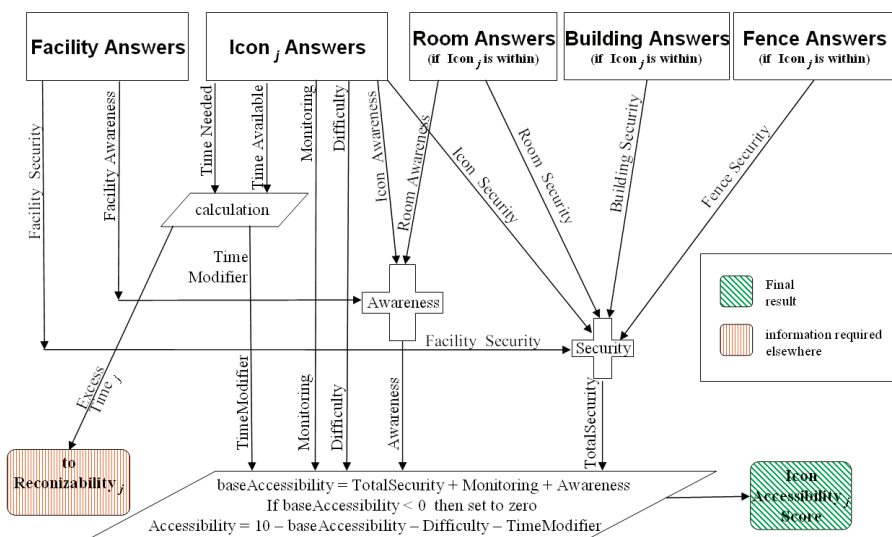 Facility Answers
Icon j Answers
Room Answers
(if Icon j is within)
Building Answers
(if Icon j is within)
Fence Answers
(if Icon j is within)
Facility Security
Facility Awareness
Time Needed
Time Available
Monitoring
Difficulty
Icon Awareness
Room Awareness
Icon Security
Room Security
Building Security
Fence Security
calculation
Time
Modifier
Awareness
Facility Security
Security
Final
result
information required
elsewhere
Excess
Time j
TimeModifier
Monitoring
Difficulty
Awareness
TotalSecurity
to
Reconizability j
baseAccessibility = TotalSecurity + Monitoring + Awareness
If baseAccessibility < 0 then set to zero
Accessibility = 10 – baseAccessibility – Difficulty – TimeModifier
Icon
Accessibility j
Score